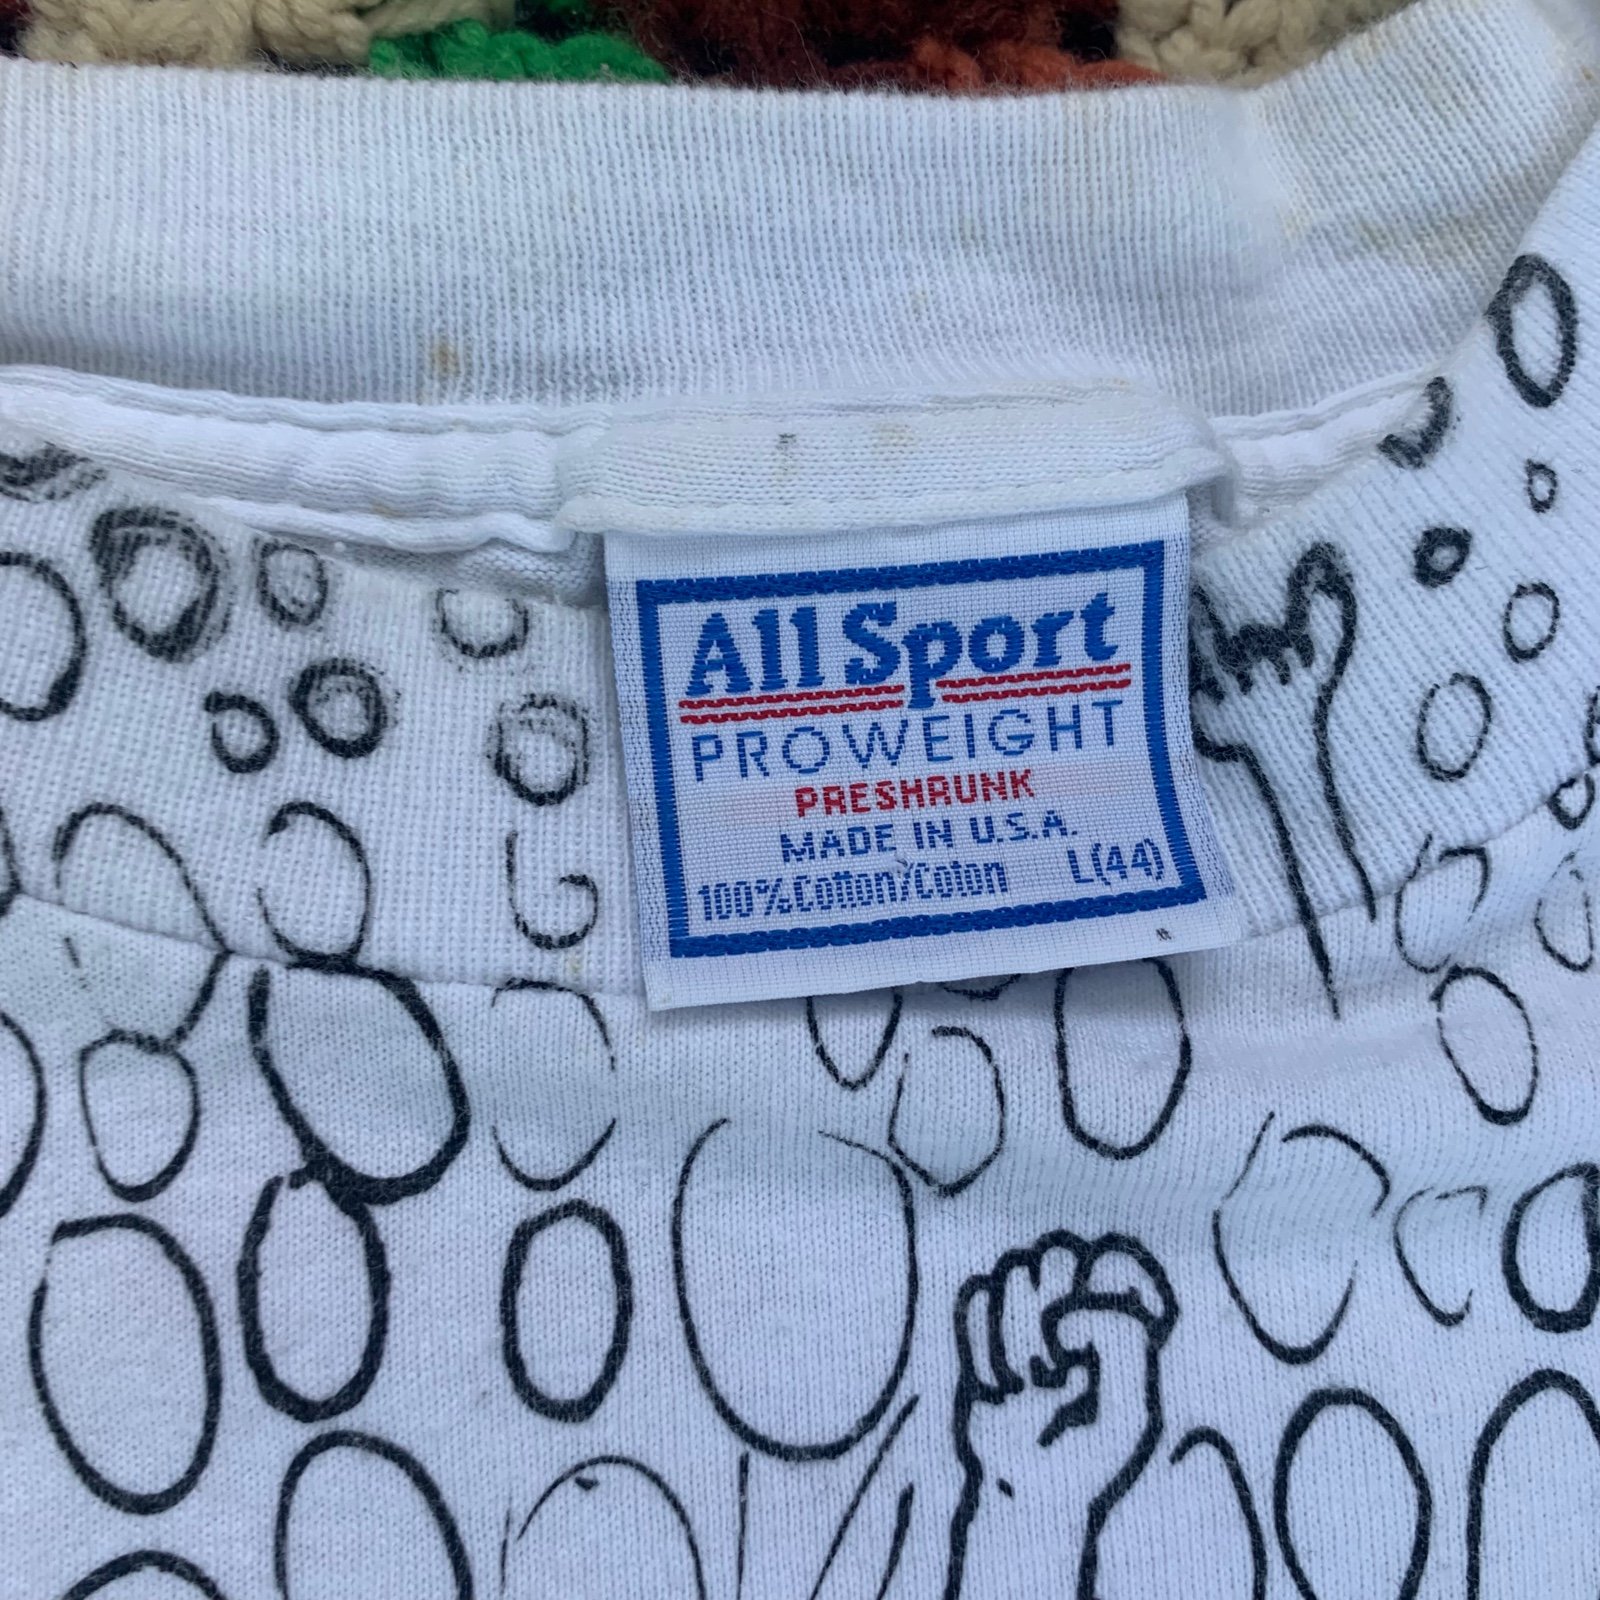 All Sport
PROWEIGHT
PRESHRUNK
MADE IN U.S.A.
100% Cotton/Coton L(44)